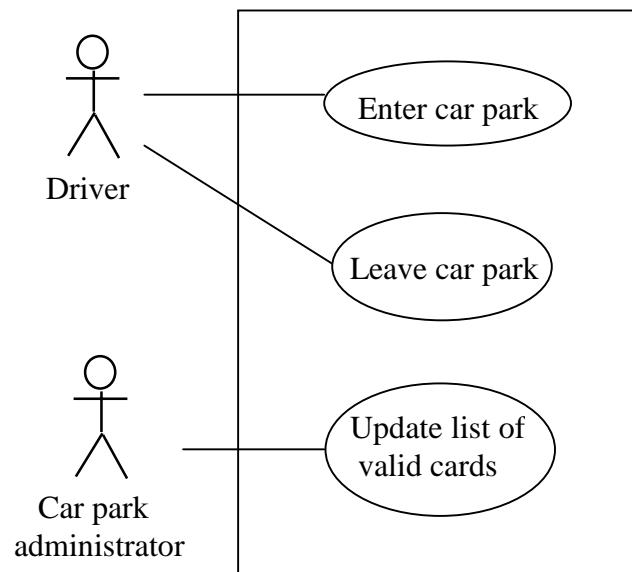 Enter car park
Driver
Leave car park
Update list of
valid cards
Car park
administrator